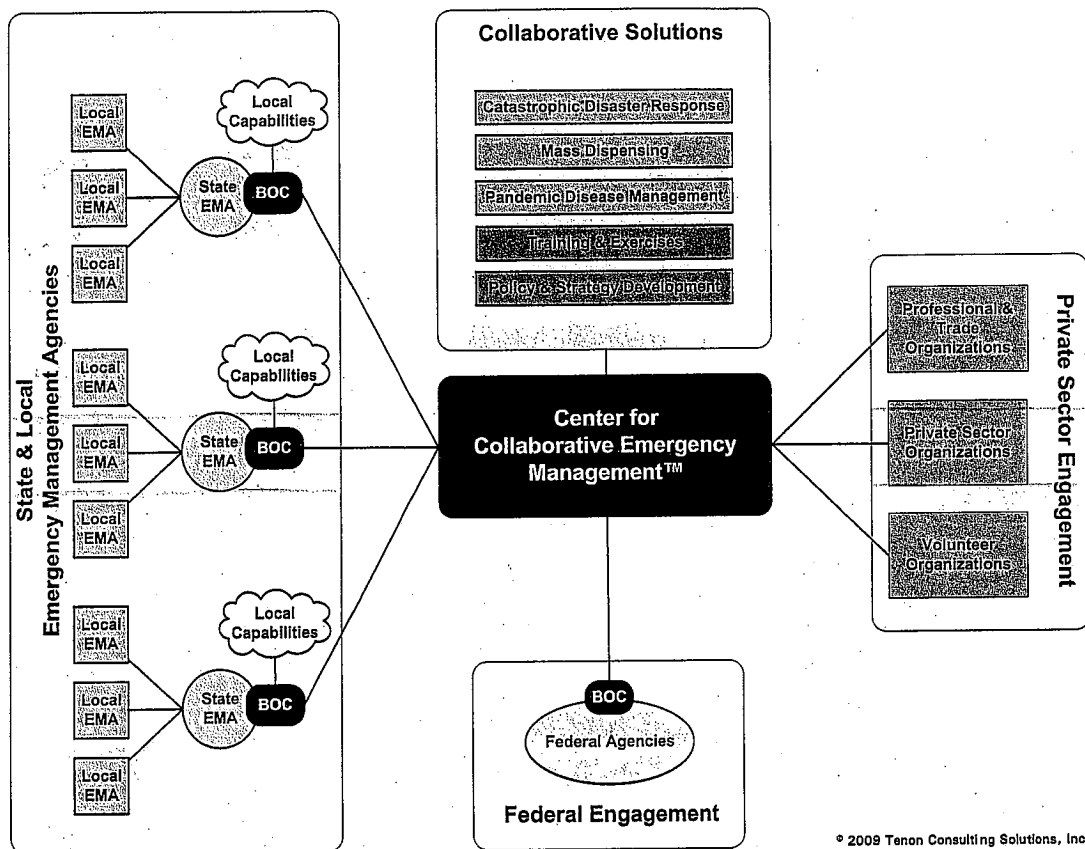 State & Local
Emergency Management Agencies
Local
EMA
Local
EMA
Local
EMA
State
EMA
BOC
Local
Capabilities
Local
EMA
Local
EMA
Local
EMA
State
EMA
BOC
Local
Capabilities
Local
EMA
Local
EMA
Local
EMA
State
EMA
BOC
Local
Capabilities
Collaborative Solutions
Catastrophic Disaster Response
Mass Dispensing
Pandemic Disease Management
Training & Exercises
Policy & Strategy Development
Center for
Collaborative Emergency
Management™
BOC
Federal Agencies
Federal Engagement
Professional &
Trade
Organizations
Private Sector
Organizations
Volunteer
Organizations
Private Sector Engagement
© 2009 Tenon Consulting Solutions, Inc